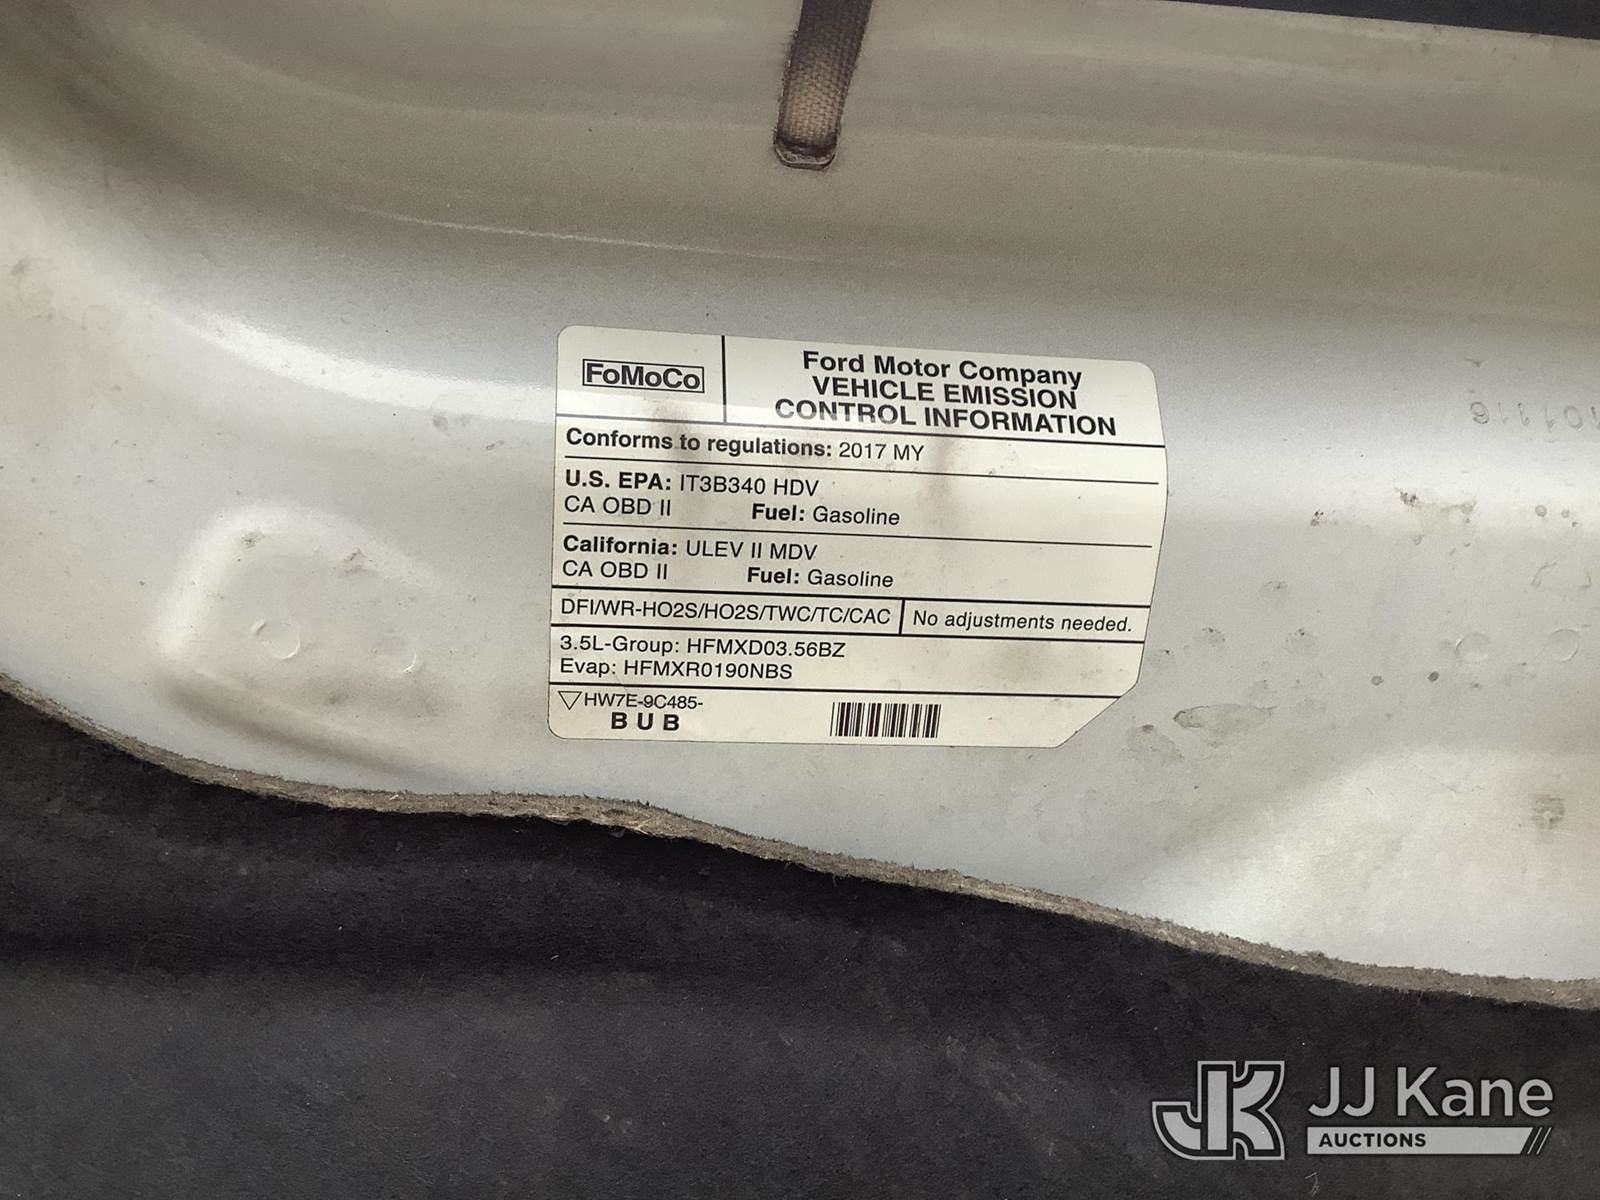 FoMoCo
Ford Motor Company
VEHICLE EMISSION
CONTROL INFORMATION
Conforms to regulations: 2017 MY
U.S. EPA: IT3B340 HDV
CA OBD II Fuel: Gasoline
California: ULEV II MDV
CA OBD II Fuel: Gasoline
DFI/WR-HO2S/HO2S/TWC/TC/CAC No adjustments needed.
3.5L-Group: HFMXD03.56BZ
Evap: HFMXR0190NBS
HW7E-9C485-
B U B
JK JJ Kane
AUCTIONS